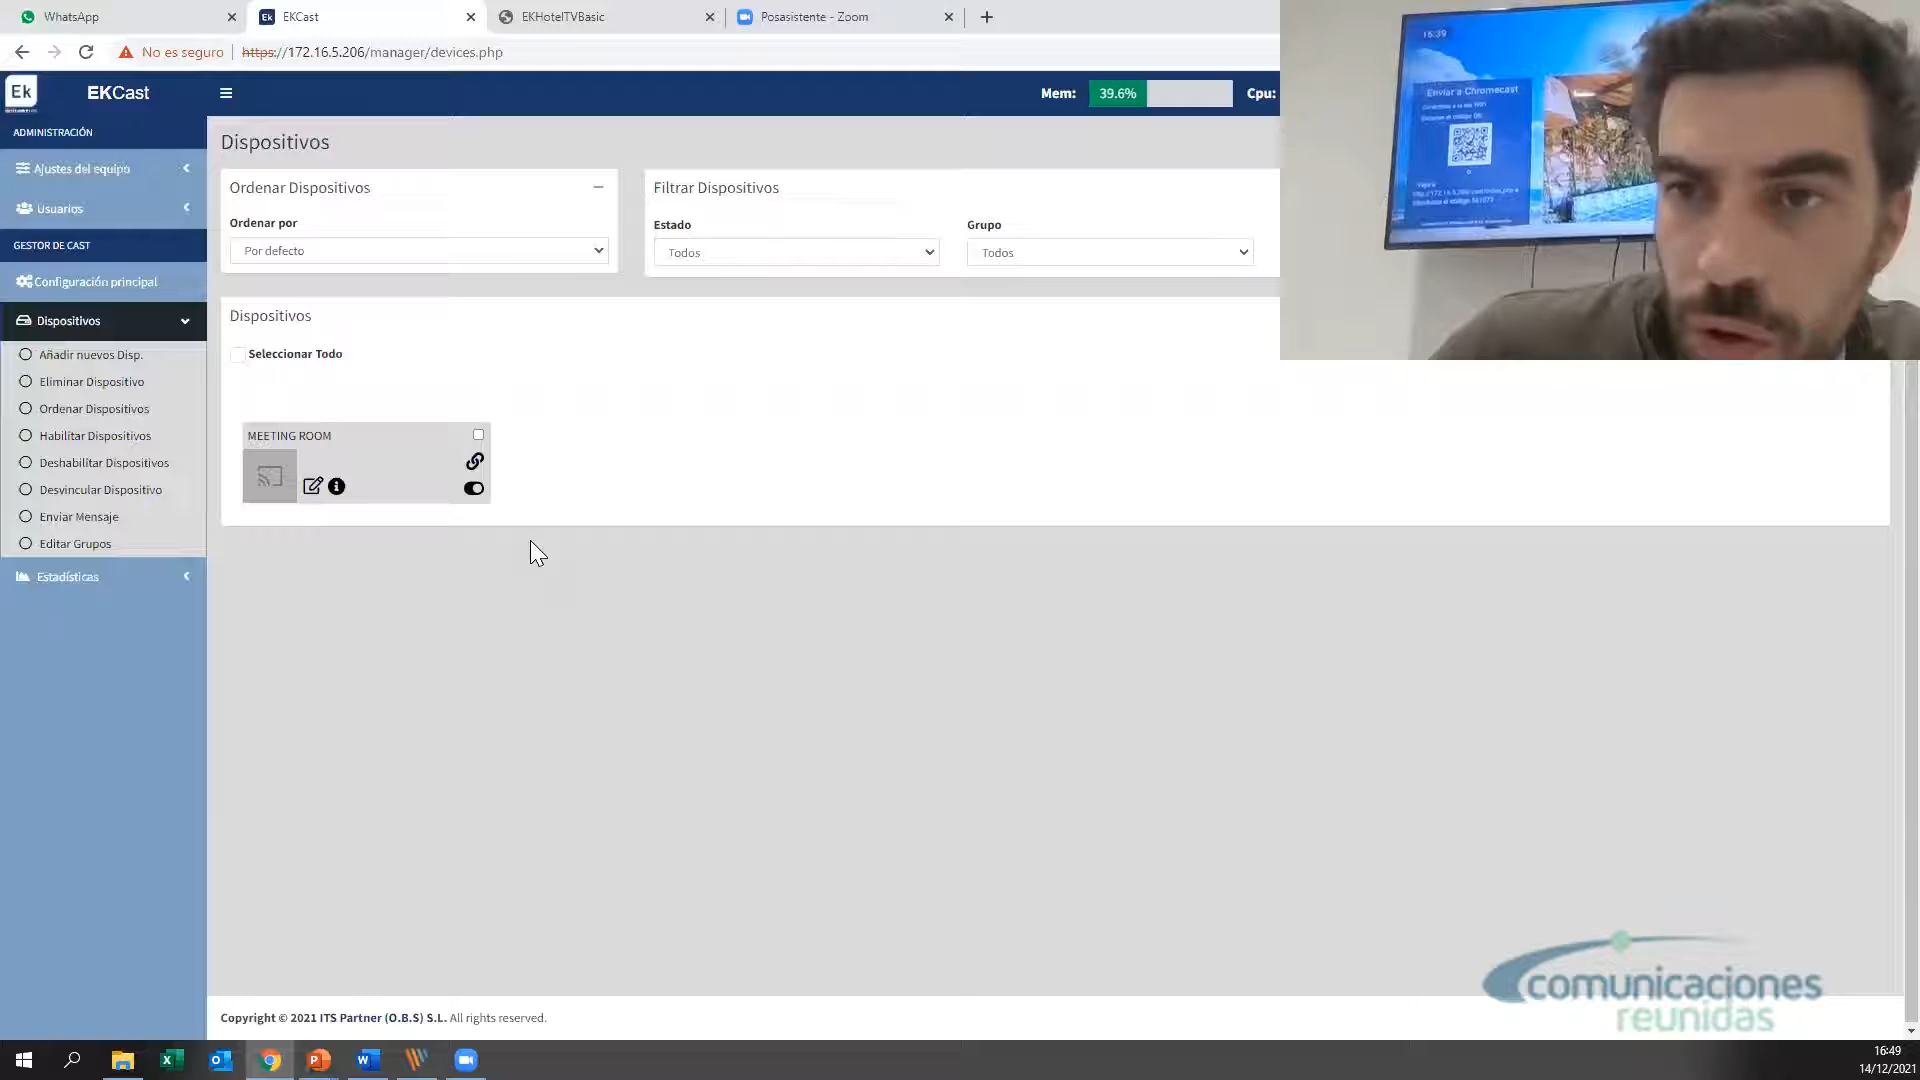 WhatsApp
EKCast
EKHotelTVBasic
Posasistente - Zoom
No es seguro
https://172.16.5.206/manager/devices.php
Ek
EKCast
Mem:
39.6%
Cpu:
ADMINISTRACIÓN
Ajustes del equipo
Usuarios
GESTOR DE CAST
Configuración principal
Dispositivos
Añadir nuevos Disp.
Eliminar Dispositivo
Ordenar Dispositivos
Habilitar Dispositivos
Deshabilitar Dispositivos
Desvincular Dispositivo
Enviar Mensaje
Editar Grupos
Estadísticas
Dispositivos
Ordenar Dispositivos
Ordenar por
Por defecto
Filtrar Dispositivos
Estado
Todos
Grupo
Todos
Dispositivos
Seleccionar Todo
MEETING ROOM
16:39
Enviar a Chromecast
comunicaciones
reunidas
Copyright © 2021 ITS Partner (O.B.S) S.L. All rights reserved.
16:49
14/12/2021